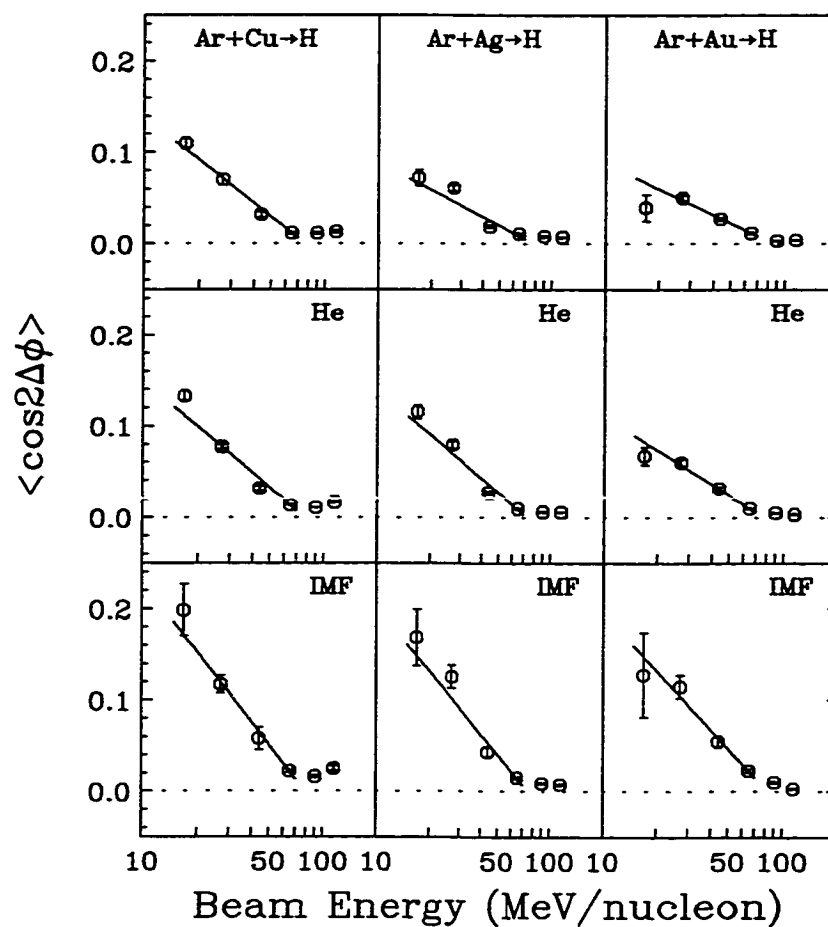 Ar+Cu→H Ar+Ag→H Ar+Au→H
0.2
0.1
0.0
He He He
0.2
0.1
0.0
<cos2Δϕ>
IMF IMF IMF
0.2
0.1
0.0
10 50 100 10 50 100 10 50 100
Beam Energy (MeV/nucleon)